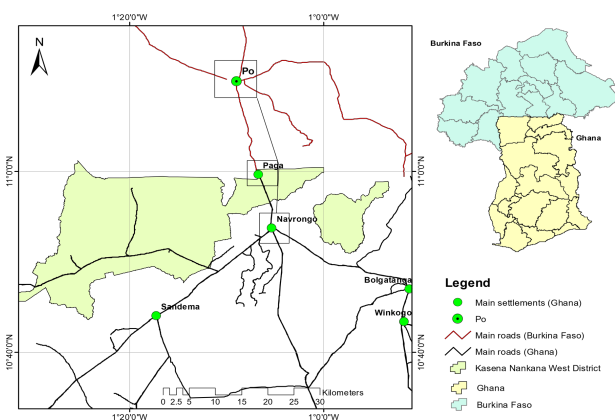 1°20'0"W 1°0'0"W
N
Po
Burkina Faso
Ghana
11°0'0"N 11°0'0"N
Paga
Navrongo
Bolgatanga
Sandema
Winkogo
10°40'0"N 10°40'0"N
Kilometers
0 2.5 5 10 15 20 25 30
1°20'0"W 1°0'0"W
Legend
Main settlements (Ghana)
Po
Main roads (Burkina Faso)
Main roads (Ghana)
Kasena Nankana West District
Ghana
Burkina Faso